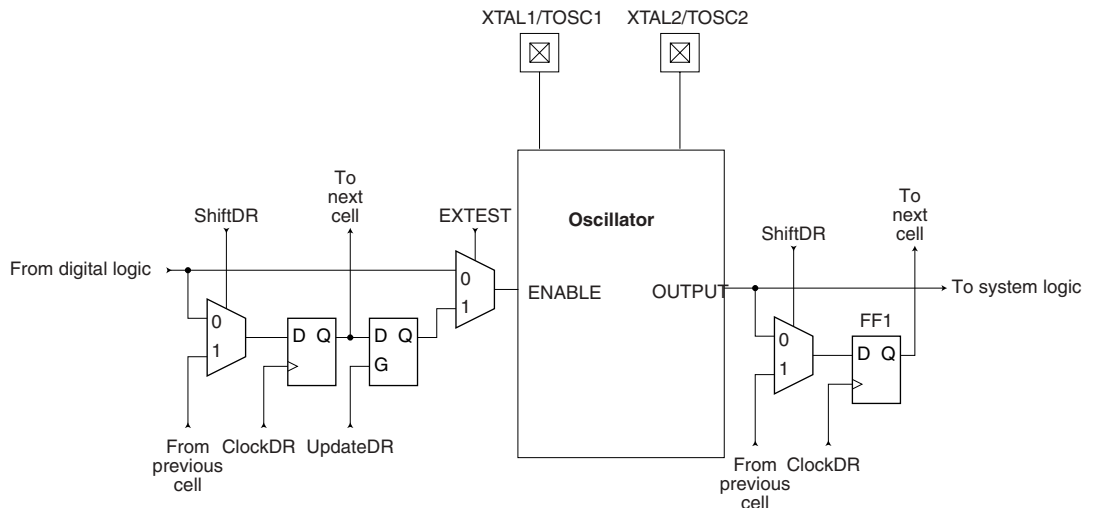 XTAL1/TOSC1
XTAL2/TOSC2
To
next
cell
To
next
cell
ShiftDR
EXTEST
Oscillator
ShiftDR
From digital logic
0
ENABLE
OUTPUT
To system logic
1
0
D Q
D Q
FF1
1
G
0
D Q
1
From
previous
cell
ClockDR
UpdateDR
From
previous
cell
ClockDR